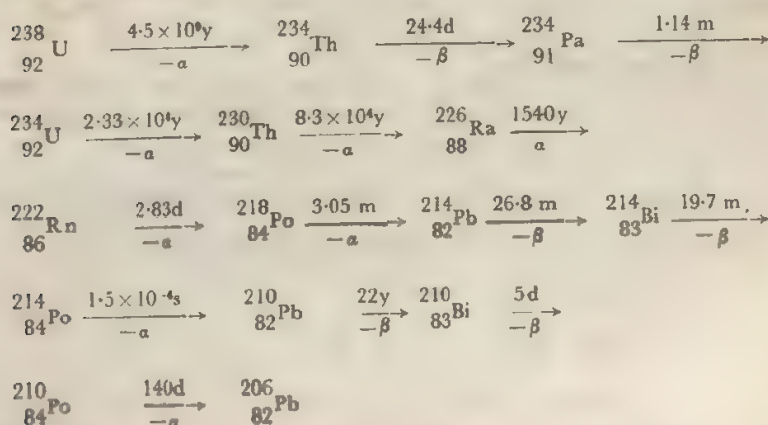 238 92 U 4·5 × 10⁹y −α → 234 90 Th 24·4d −β → 234 91 Pa 1·14 m −β →
234 92 U 2·33 × 10⁴y −α → 230 90 Th 8·3 × 10⁴y −α → 226 88 Ra 1540y α →
222 86 Rn 2·83d −α → 218 84 Po 3·05 m −α → 214 82 Pb 26·8 m −β → 214 83 Bi 19·7 m. −β →
214 84 Po 1·5 × 10⁻⁴s −α → 210 82 Pb 22y −β → 210 83 Bi 5d −β →
210 84 Po 140d −α → 206 82 Pb